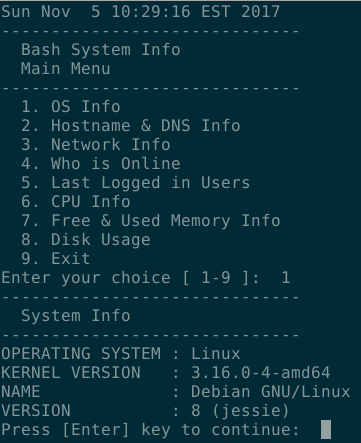 Sun Nov  5 10:29:16 EST 2017
------------------------------
  Bash System Info
  Main Menu
------------------------------
  1. OS Info
  2. Hostname & DNS Info
  3. Network Info
  4. Who is Online
  5. Last Logged in Users
  6. CPU Info
  7. Free & Used Memory Info
  8. Disk Usage
  9. Exit
Enter your choice [ 1-9 ]:  1
------------------------------
  System Info
------------------------------
OPERATING SYSTEM : Linux
KERNEL VERSION   : 3.16.0-4-amd64
NAME             : Debian GNU/Linux
VERSION          : 8 (jessie)
Press [Enter] key to continue: